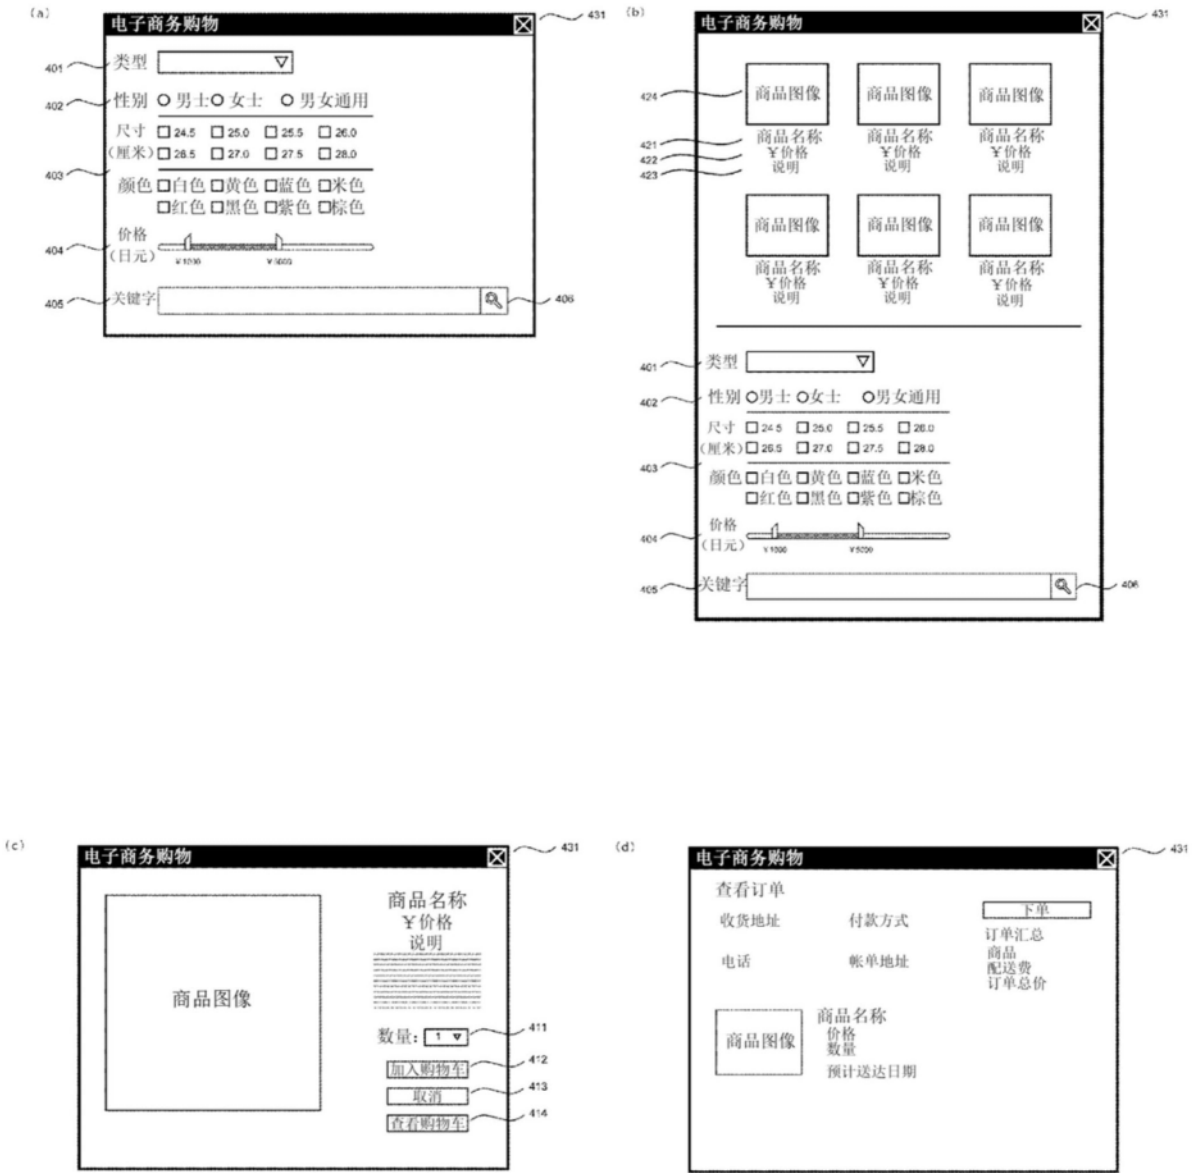 (a)
电子商务购物
431
401
类型
402
性别 男士 女士 男女通用
尺寸 24.5 25.0 25.5 26.0
(厘米) 26.5 27.0 27.5 28.0
403
颜色 白色 黄色 蓝色 米色
红色 黑色 紫色 棕色
404
价格
(日元)
¥1000 ¥5000
405
关键字
406
(b)
电子商务购物
431
424
商品图像 商品图像 商品图像
421
商品名称 商品名称 商品名称
422
¥价格 ¥价格 ¥价格
423
说明 说明 说明
商品图像 商品图像 商品图像
商品名称 商品名称 商品名称
¥价格 ¥价格 ¥价格
说明 说明 说明
401
类型
402
性别 男士 女士 男女通用
尺寸 24.5 25.0 25.5 26.0
(厘米) 26.5 27.0 27.5 28.0
403
颜色 白色 黄色 蓝色 米色
红色 黑色 紫色 棕色
404
价格
(日元)
¥1000 ¥5000
405
关键字
406
(c)
电子商务购物
431
商品图像
商品名称
¥价格
说明
数量: 1
411
加入购物车
412
取消
413
查看购物车
414
(d)
电子商务购物
431
查看订单
收货地址 付款方式
电话 帐单地址
下单
订单汇总
商品
配送费
订单总价
商品图像
商品名称
价格
数量
预计送达日期